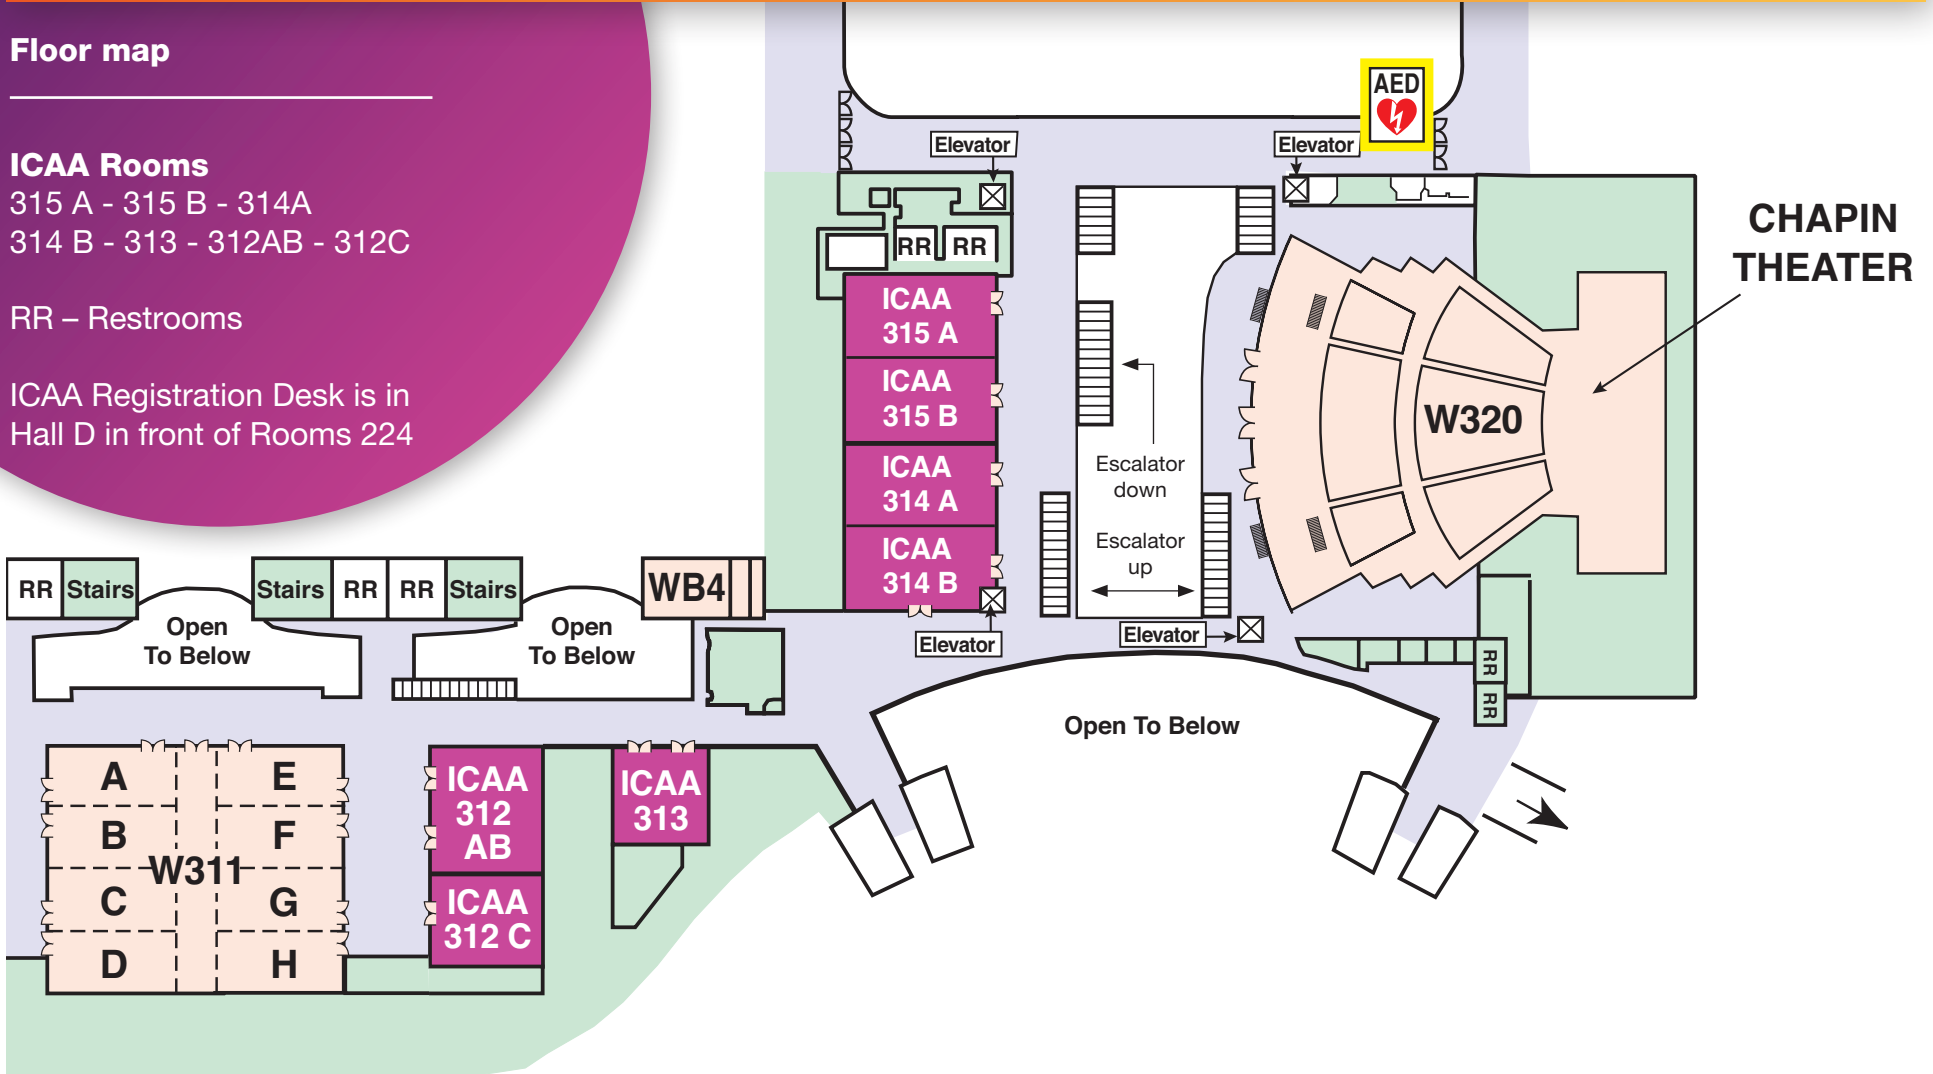 Floor map
ICAA Rooms
315 A - 315 B - 314A
314 B - 313 - 312AB - 312C
RR – Restrooms
ICAA Registration Desk is in
Hall D in front of Rooms 224
AED
Elevator
Elevator
CHAPIN
THEATER
RR
RR
ICAA
315 A
ICAA
315 B
ICAA
314 A
ICAA
314 B
Elevator
Escalator
down
Escalator
up
Elevator
W320
RR
RR
RR
Stairs
Open
To Below
Stairs
RR
RR
Stairs
Open
To Below
WB4
Open To Below
A
B
C
D
W311
E
F
G
H
ICAA
312
AB
ICAA
312 C
ICAA
313